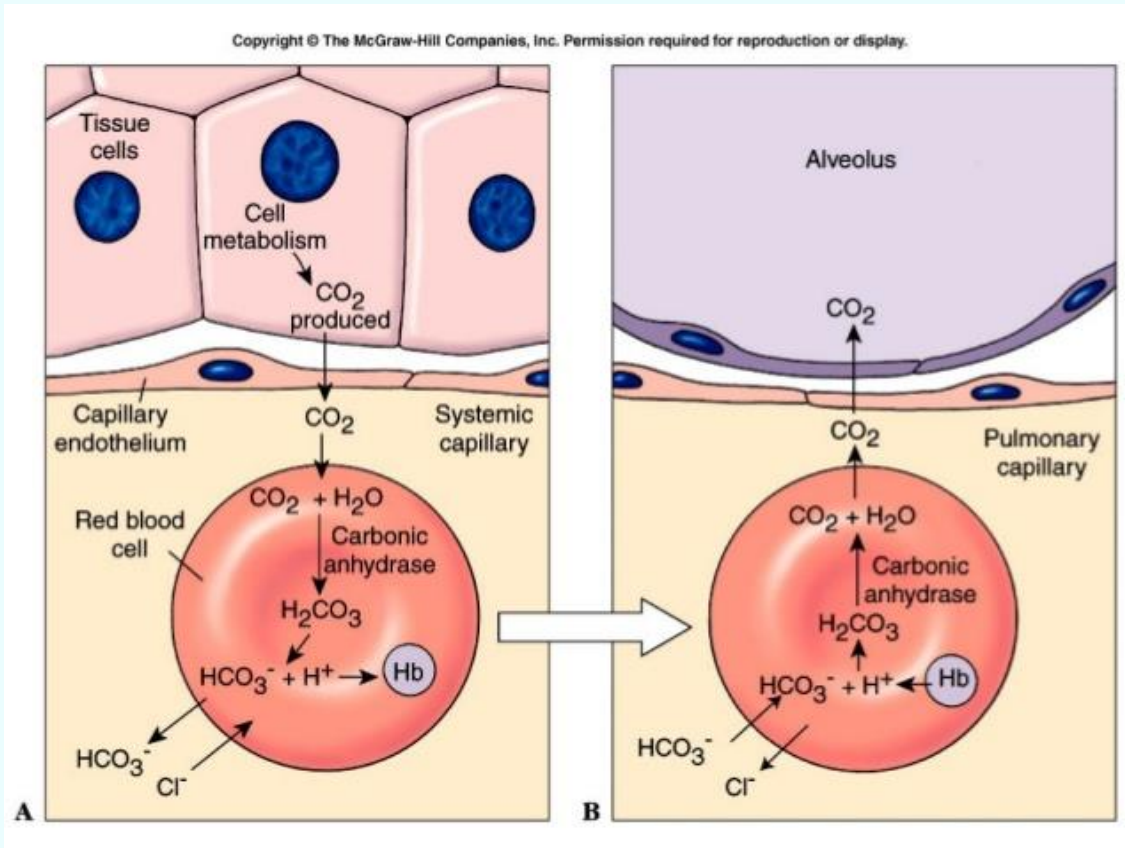 Copyright © The McGraw-Hill Companies, Inc. Permission required for reproduction or display.
Tissue
cells
Cell
metabolism
CO₂
produced
Capillary
endothelium
CO₂
Systemic
capillary
Red blood
cell
CO₂ + H₂O
Carbonic
anhydrase
H₂CO₃
HCO₃⁻ + H⁺
Hb
HCO₃⁻
Cl⁻
A
Alveolus
CO₂
CO₂
Pulmonary
capillary
CO₂ + H₂O
Carbonic
anhydrase
H₂CO₃
HCO₃⁻ + H⁺
Hb
HCO₃⁻
Cl⁻
B